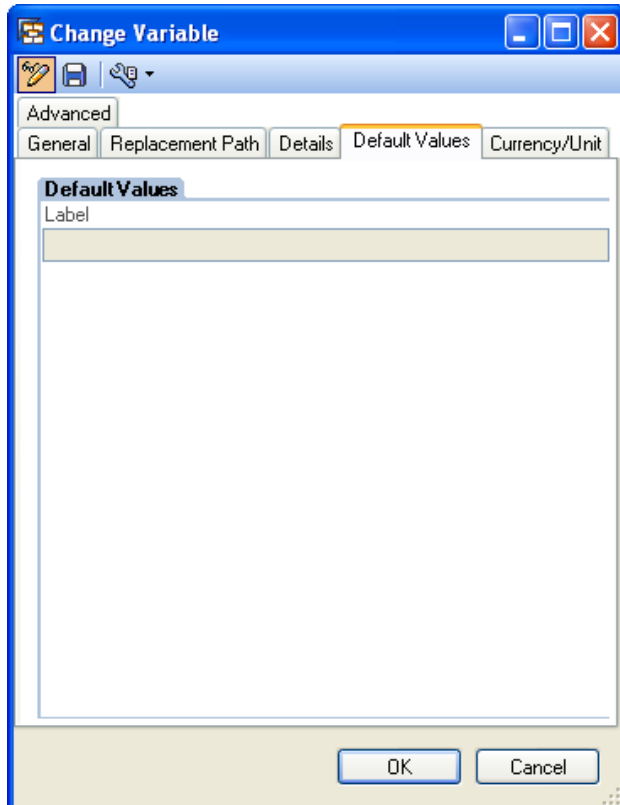 Change Variable
Advanced
General Replacement Path Details Default Values Currency/Unit
Default Values
Label
OK Cancel